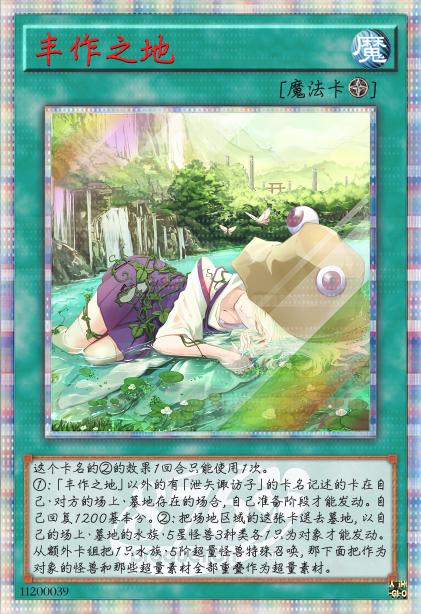 丰作之地
魔
[魔法卡]
这个卡名的②的效果1回合只能使用1次。
①:「丰作之地」以外的有「泄矢诹访子」的卡名记述的卡在自
己·对方的场上·墓地存在的场合,自己准备阶段才能发动。自
己回复1200基本分。②:把场地区域的这张卡送去墓地,以自
己的场上·墓地的水族·5星怪兽3种类各1只为对象才能发动。
从额外卡组把1只水族·5阶超量怪兽特殊召唤,那下面把作为
对象的怪兽和那些超量素材全部重叠作为超量素材。
11200039